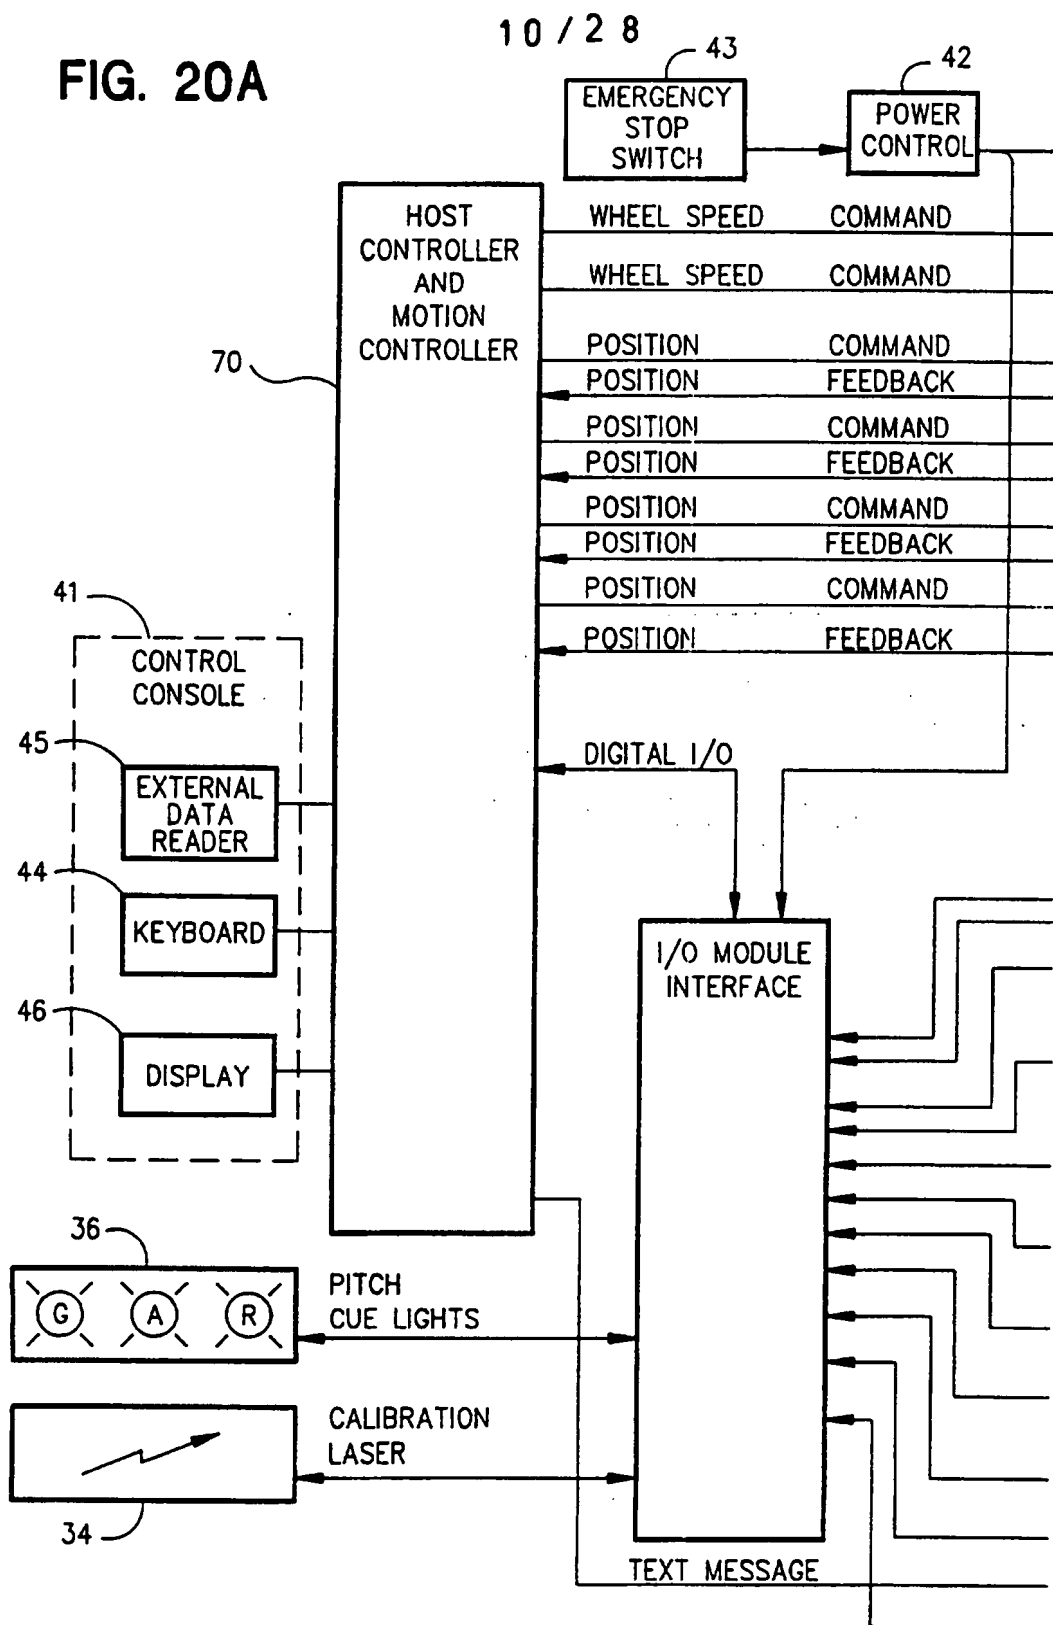 10/28
FIG. 20A
43
42
EMERGENCY
STOP
SWITCH
POWER
CONTROL
HOST
CONTROLLER
AND
MOTION
CONTROLLER
70
WHEEL SPEED COMMAND
WHEEL SPEED COMMAND
POSITION COMMAND
POSITION FEEDBACK
POSITION COMMAND
POSITION FEEDBACK
POSITION COMMAND
POSITION FEEDBACK
POSITION COMMAND
POSITION FEEDBACK
41
CONTROL
CONSOLE
45
EXTERNAL
DATA
READER
44
KEYBOARD
46
DISPLAY
DIGITAL I/O
I/O MODULE
INTERFACE
36
G A R
PITCH
CUE LIGHTS
CALIBRATION
LASER
34
TEXT MESSAGE